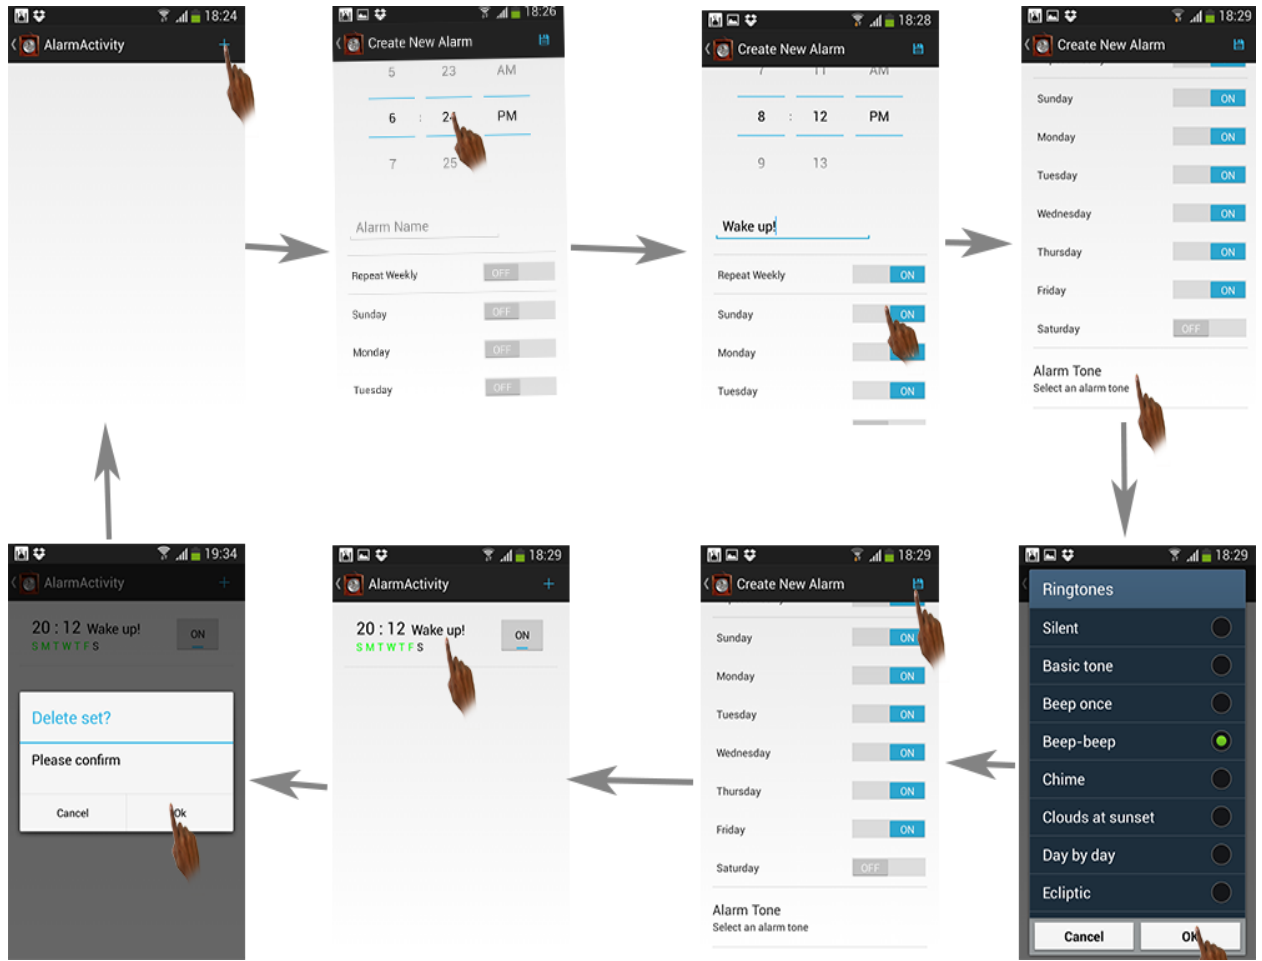 18:24
AlarmActivity +
18:26
Create New Alarm
5 23 AM
6 : 24 PM
7 25
Alarm Name
Repeat Weekly OFF
Sunday OFF
Monday OFF
Tuesday OFF
18:28
Create New Alarm
7 11 AM
8 : 12 PM
9 13
Wake up!
Repeat Weekly ON
Sunday ON
Monday
Tuesday ON
18:29
Create New Alarm
Sunday ON
Monday ON
Tuesday ON
Wednesday ON
Thursday ON
Friday ON
Saturday OFF
Alarm Tone
Select an alarm tone
19:34
AlarmActivity +
20 : 12 Wake up! ON
S M T W T F S
Delete set?
Please confirm
Cancel Ok
18:29
AlarmActivity +
20 : 12 Wake up! ON
S M T W T F S
18:29
Create New Alarm
Sunday ON
Monday ON
Tuesday ON
Wednesday ON
Thursday ON
Friday ON
Saturday OFF
Alarm Tone
Select an alarm tone
18:29
Ringtones
Silent
Basic tone
Beep once
Beep-beep
Chime
Clouds at sunset
Day by day
Ecliptic
Cancel OK